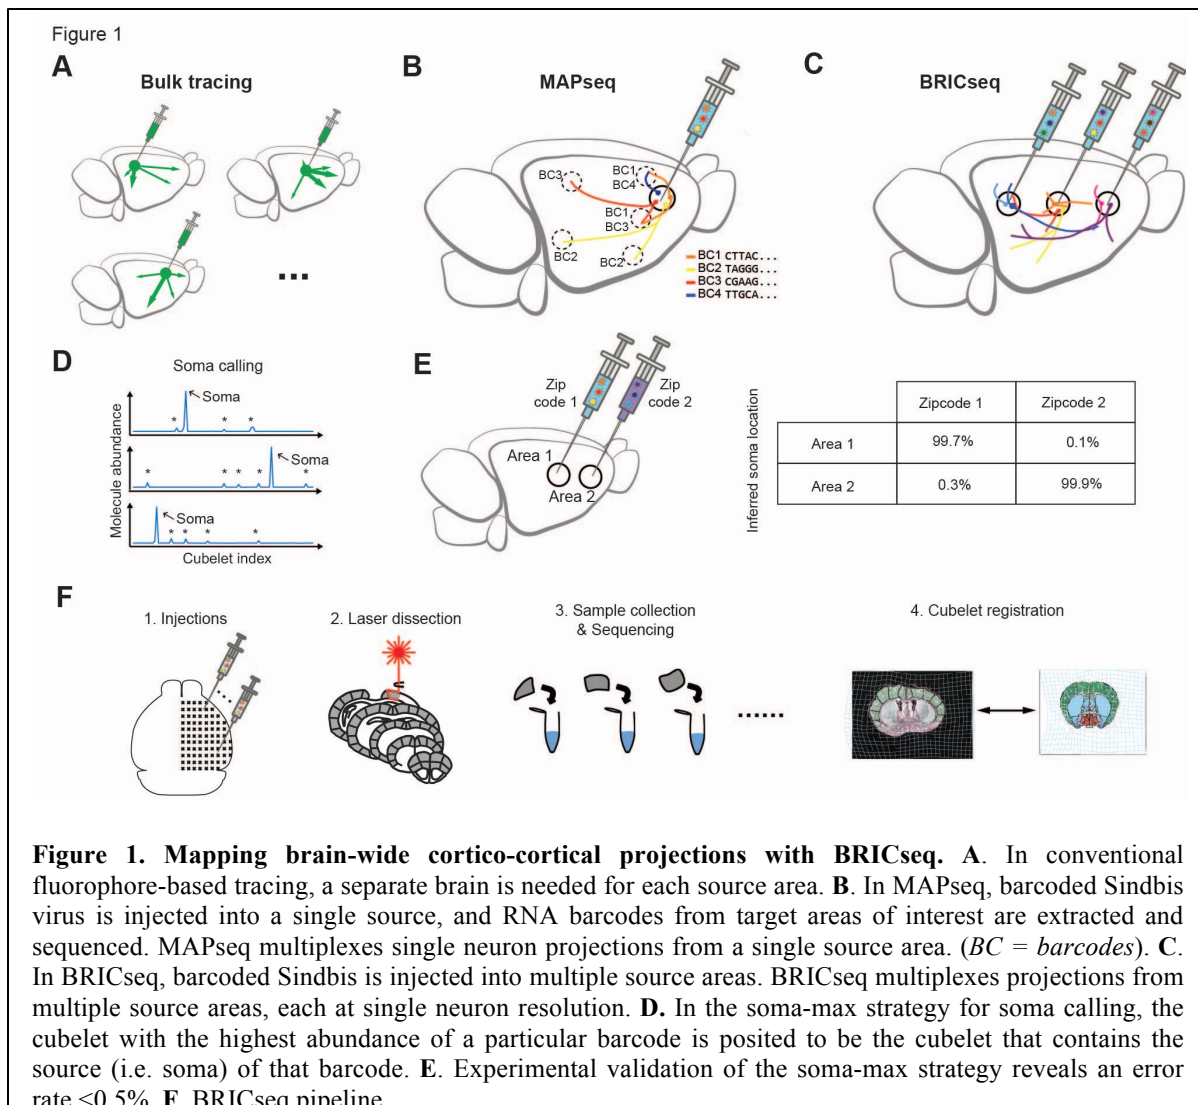 Figure 1
A
Bulk tracing
...
B
MAPseq
BC3
BC1
BC4
BC1
BC3
BC2
BC2
BC1 CTTAC...
BC2 TAGGG...
BC3 CGAAG...
BC4 TTGCA...
C
BRICseq
D
Soma calling
Molecule abundance
Soma
* * *
Soma
* * * * *
Soma
* * * * *
Cubelet index
E
Zip
code 1
Zip
code 2
Area 1
Area 2
Inferred soma location
Zipcode 1 Zipcode 2
Area 1 99.7% 0.1%
Area 2 0.3% 99.9%
F
1. Injections
2. Laser dissection
3. Sample collection
& Sequencing
......
4. Cubelet registration
Figure 1. Mapping brain-wide cortico-cortical projections with BRICseq. A. In conventional
fluorophore-based tracing, a separate brain is needed for each source area. B. In MAPseq, barcoded Sindbis
virus is injected into a single source, and RNA barcodes from target areas of interest are extracted and
sequenced. MAPseq multiplexes single neuron projections from a single source area. (BC = barcodes). C.
In BRICseq, barcoded Sindbis is injected into multiple source areas. BRICseq multiplexes projections from
multiple source areas, each at single neuron resolution. D. In the soma-max strategy for soma calling, the
cubelet with the highest abundance of a particular barcode is posited to be the cubelet that contains the
source (i.e. soma) of that barcode. E. Experimental validation of the soma-max strategy reveals an error
rate <0.5%. F. BRICseq pipeline